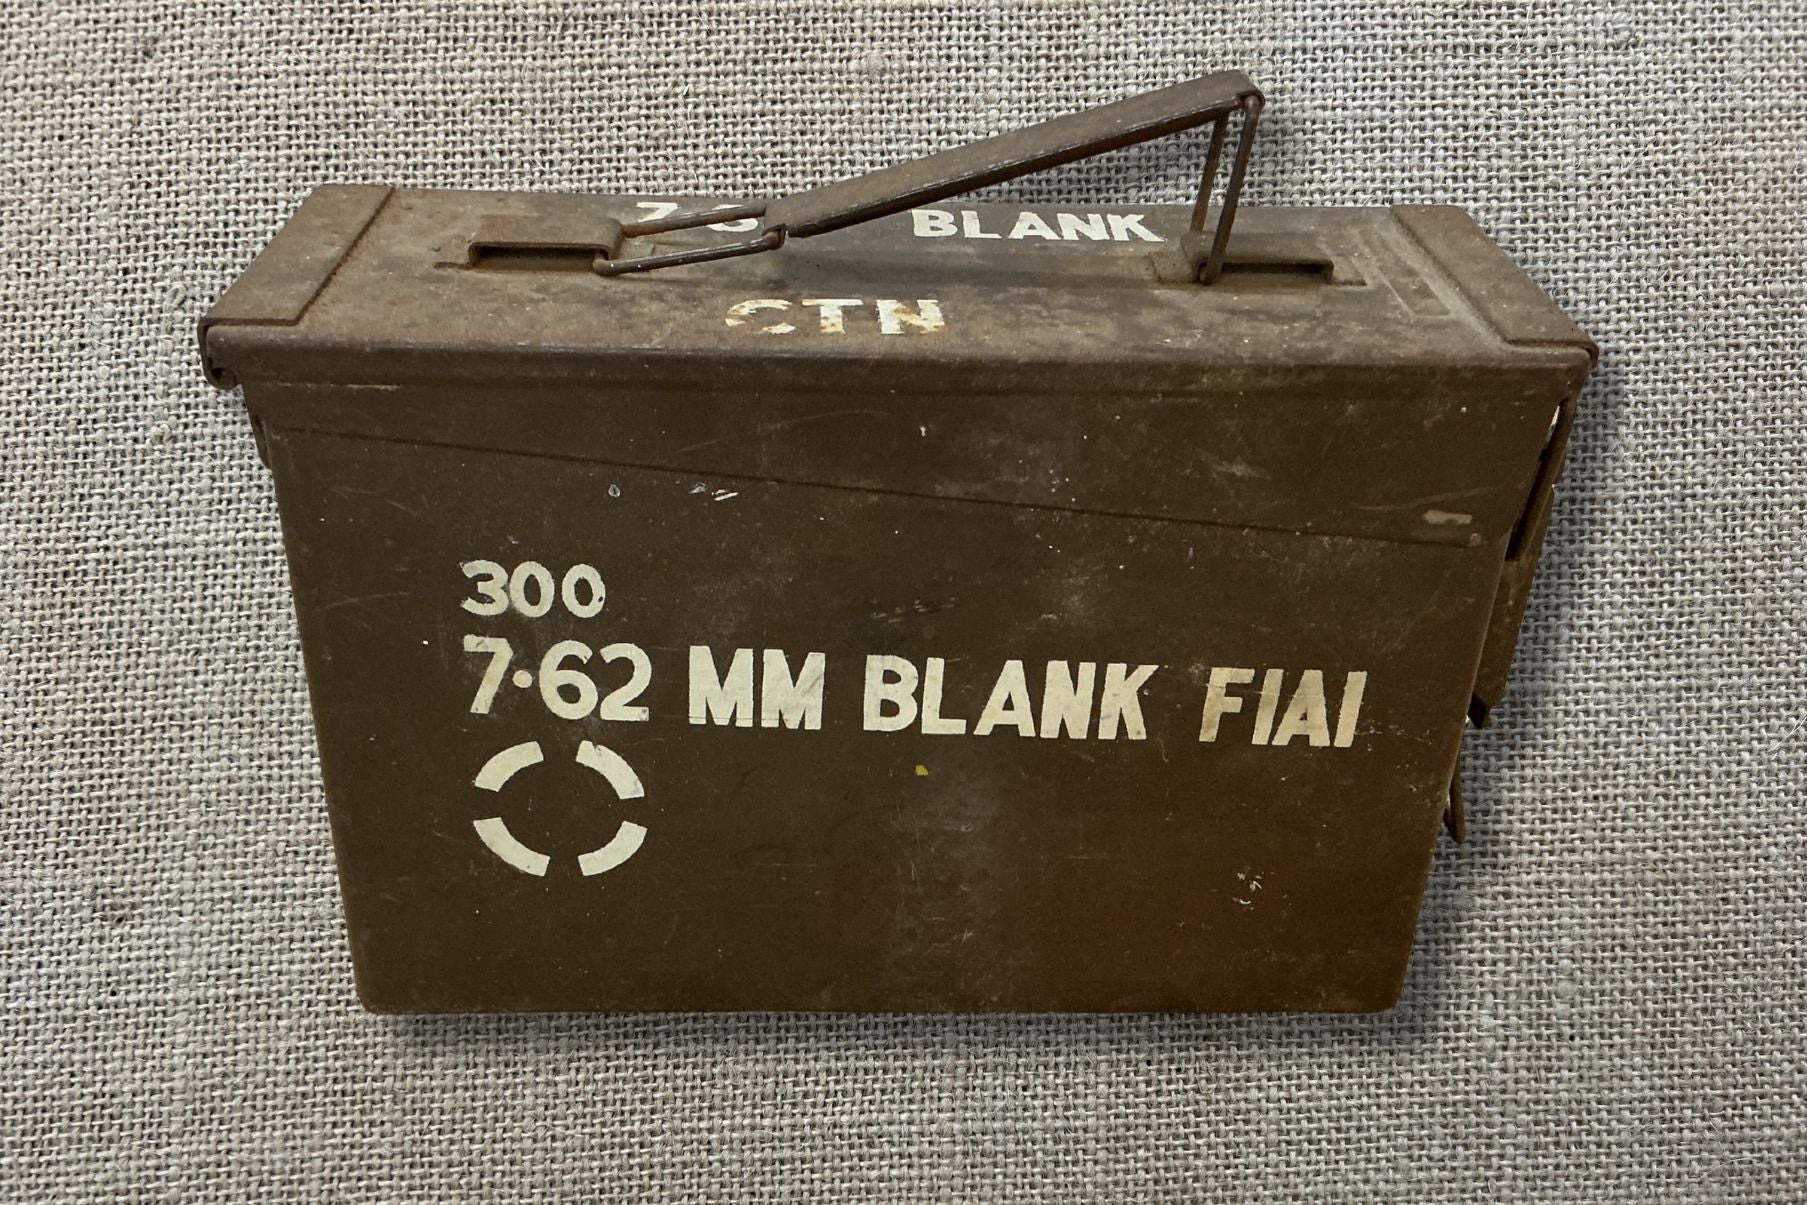 BLANK
CTN
300
7.62 MM BLANK FIAI